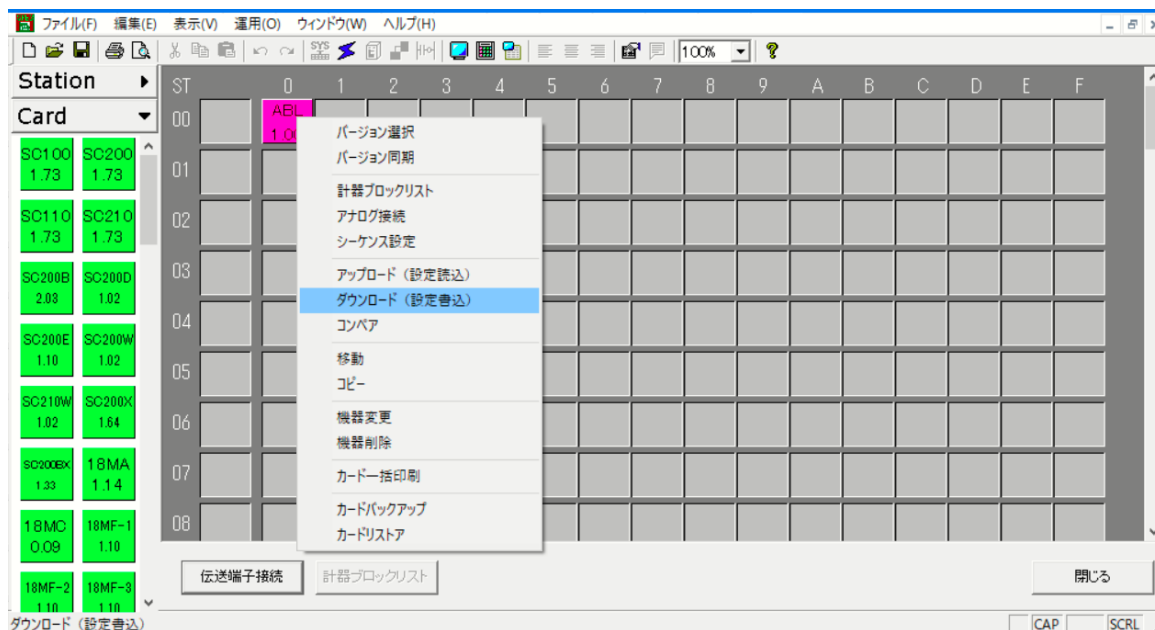 ファイル(F) 編集(E) 表示(V) 運用(O) ウィンドウ(W) ヘルプ(H)
SYS
100%
Station
Card
SC100 1.73
SC200 1.73
SC110 1.73
SC210 1.73
SC200B 2.03
SC200D 1.02
SC200E 1.10
SC200W 1.02
SC210W 1.02
SC200X 1.64
SC200BX 1.33
18MA 1.14
18MC 0.09
18MF-1 1.10
18MF-2 1.10
18MF-3 1.10
ST 0 1 2 3 4 5 6 7 8 9 A B C D E F
00
01
02
03
04
05
06
07
08
ABL
バージョン選択
バージョン同期
計器ブロックリスト
アナログ接続
シーケンス設定
アップロード（設定読込）
ダウンロード（設定書込）
コンペア
移動
コピー
機器変更
機器削除
カード一括印刷
カードバックアップ
カードリストア
伝送端子接続
計器ブロックリスト
閉じる
ダウンロード（設定書込）
CAP
SCRL